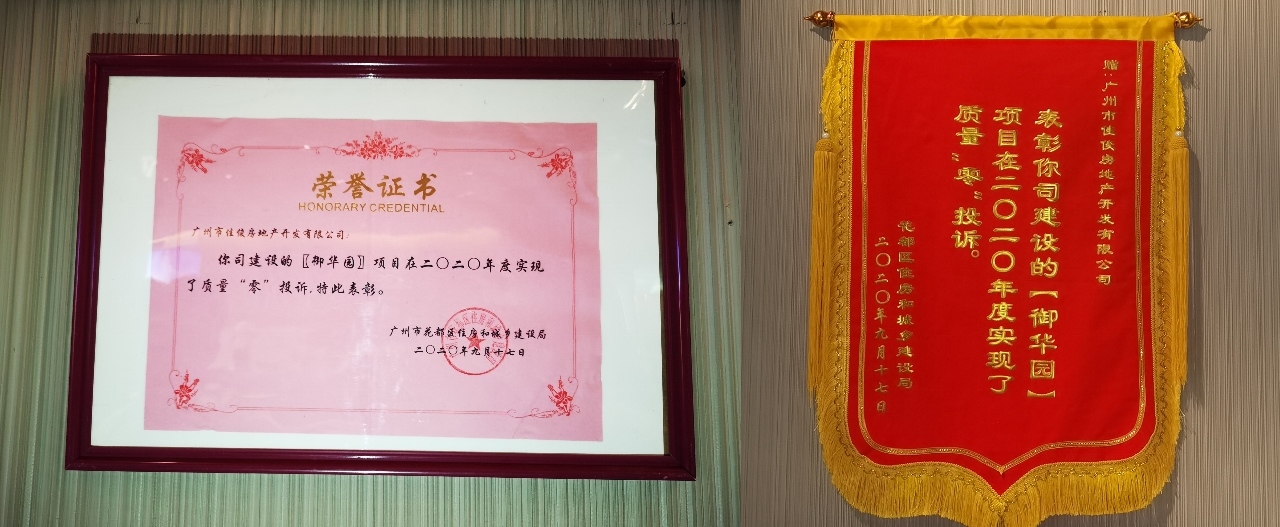 荣誉证书
HONORARY CREDENTIAL
广州市佳俊房地产开发有限公司：
你司建设的〖御华园〗项目在二〇二〇年度实现
了质量“零”投诉，特此表彰。
广州市花都区住房和城乡建设局
二〇二〇年九月十七日
赠：广州市佳俊房地产开发有限公司
表彰你司建设的【御华园】
项目在二〇二〇年度实现了
质量“零”投诉。
花都区住房和城乡建设局
二〇二〇年九月十七日